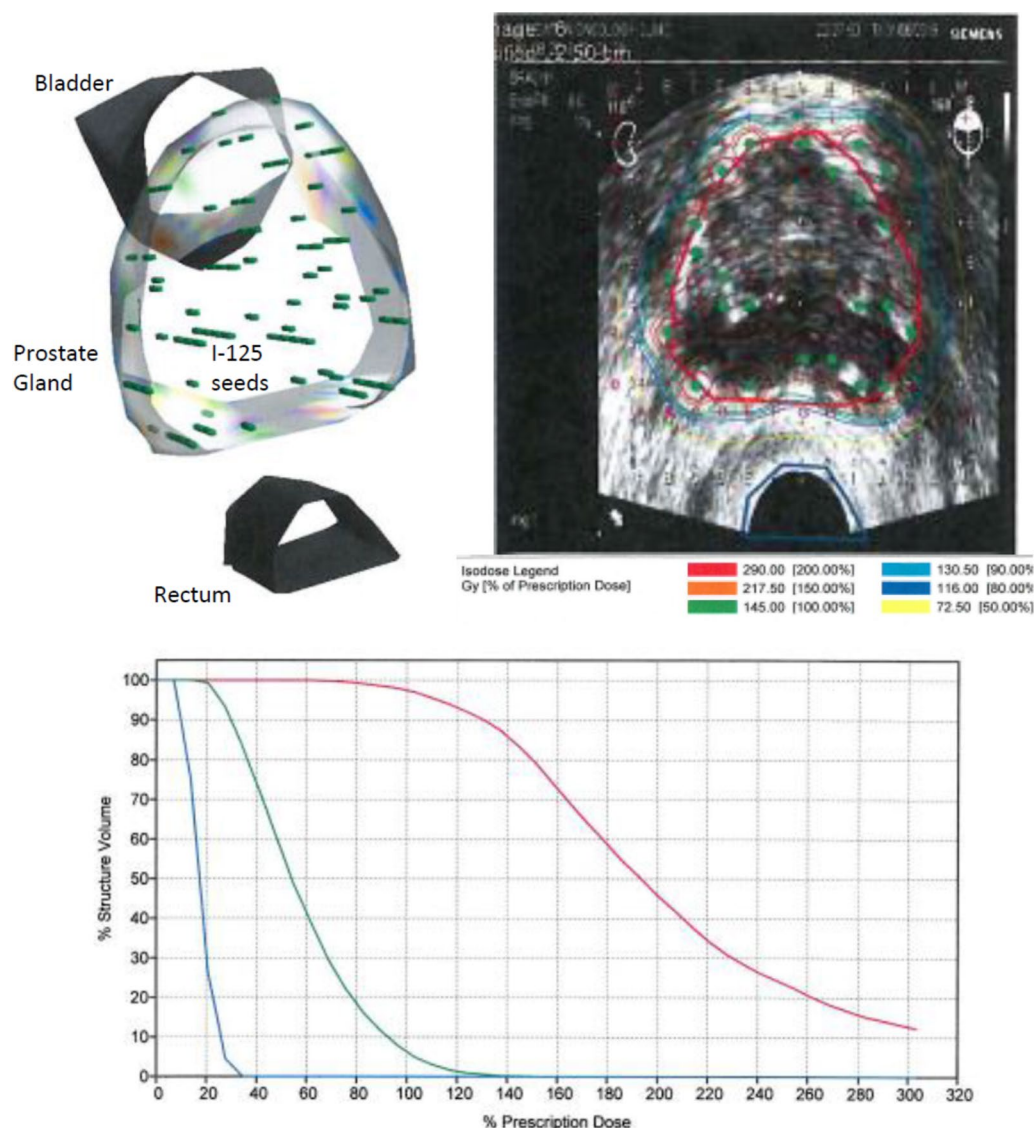 Bladder
Prostate
Gland
I-125
seeds
Rectum
SIEMENS
Isodose Legend
Gy [% of Prescription Dose]
290.00 [200.00%]
217.50 [150.00%]
145.00 [100.00%]
130.50 [90.00%
116.00 [80.00%
72.50 [50.00%]
% Structure Volume
100
90
80
70
60
50
40
30
20
10
0
0 20 40 60 80 100 120 140 160 180 200 220 240 260 280 300 320
% Prescription Dose